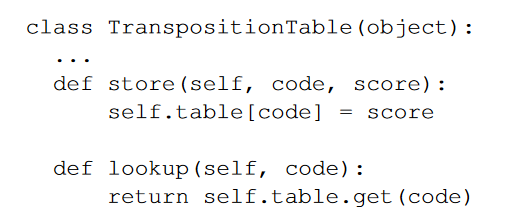 class TranspositionTable(object):
  ...
  def store(self, code, score):
      self.table[code] = score

  def lookup(self, code):
      return self.table.get(code)